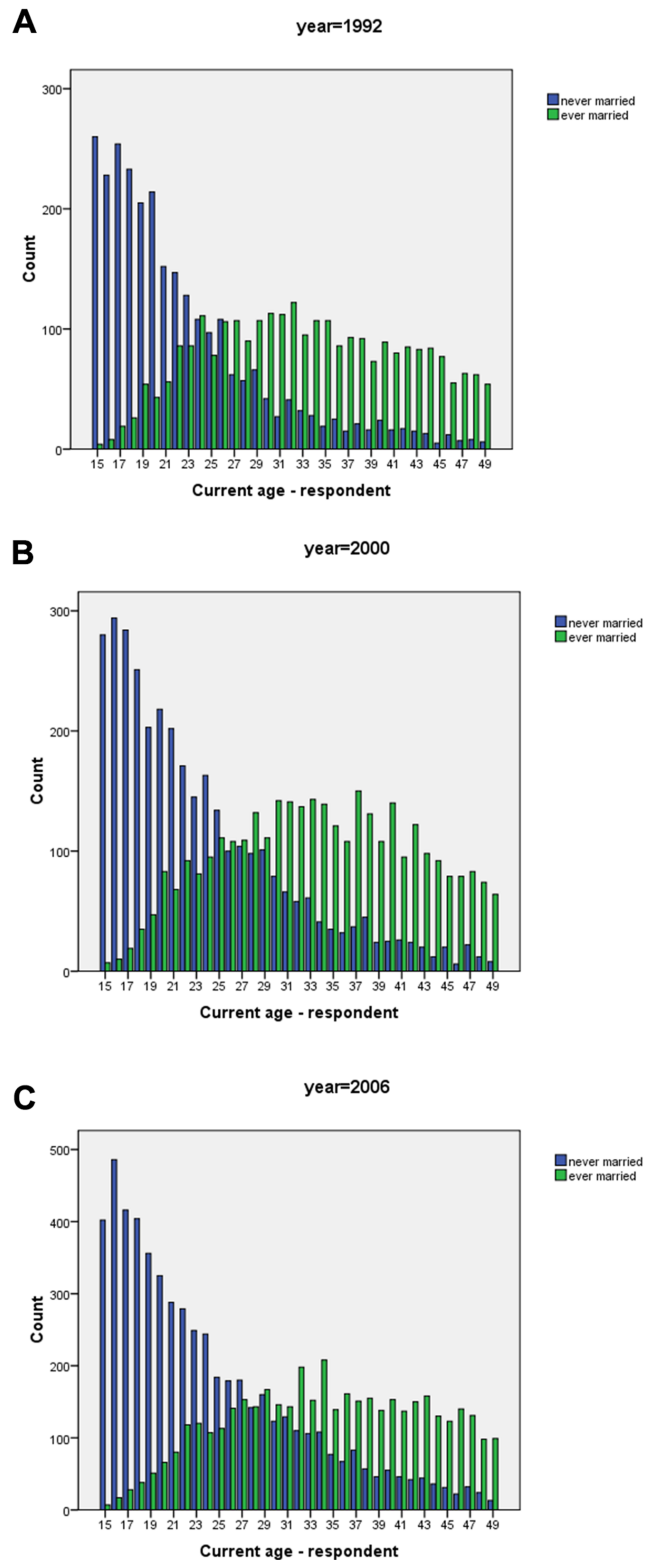 A
year=1992
never married
ever married
300
200
100
0
Count
15 17 19 21 23 25 27 29 31 33 35 37 39 41 43 45 47 49
Current age - respondent
B
year=2000
never married
ever married
300
200
100
0
Count
15 17 19 21 23 25 27 29 31 33 35 37 39 41 43 45 47 49
Current age - respondent
C
year=2006
never married
ever married
500
400
300
200
100
0
Count
15 17 19 21 23 25 27 29 31 33 35 37 39 41 43 45 47 49
Current age - respondent